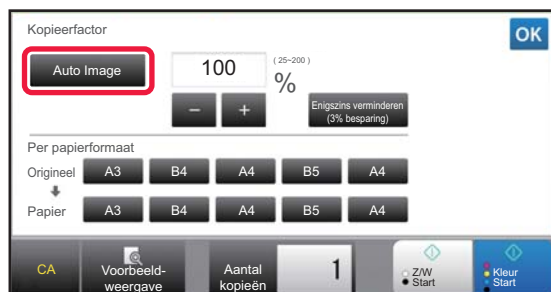 Kopieerfactor
OK
Auto Image
100
(25~200)
%
−
+
Enigszins verminderen
(3% besparing)
Per papierformaat
Origineel A3 B4 A4 B5 A4
Papier A3 B4 A4 B5 A4
CA
Voorbeeld-
weergave
Aantal
kopieën
1
Z/W
Start
Kleur
Start